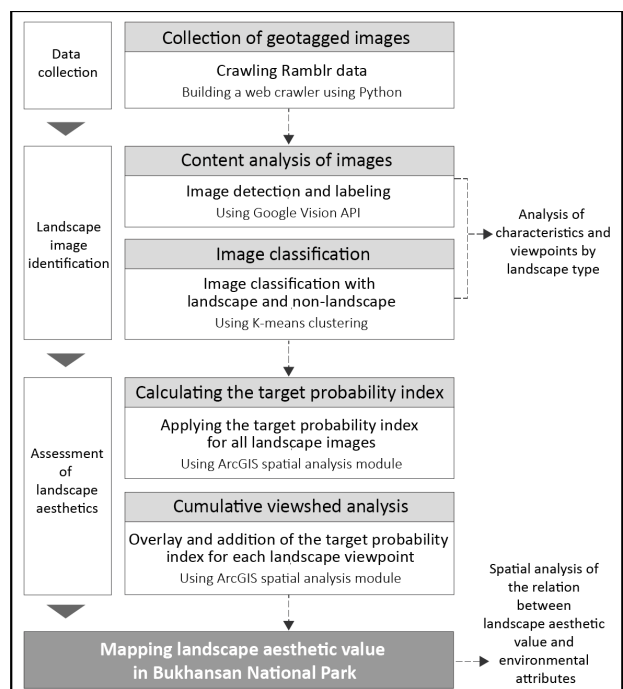 Data
collection
Collection of geotagged images
Crawling Ramblr data
Building a web crawler using Python
Landscape
image
identification
Content analysis of images
Image detection and labeling
Using Google Vision API
Image classification
Image classification with
landscape and non-landscape
Using K-means clustering
Analysis of
characteristics and
viewpoints by
landscape type
Assessment
of
landscape
aesthetics
Calculating the target probability index
Applying the target probability index
for all landscape images
Using ArcGIS spatial analysis module
Cumulative viewshed analysis
Overlay and addition of the target probability
index for each landscape viewpoint
Using ArcGIS spatial analysis module
Mapping landscape aesthetic value
in Bukhansan National Park
Spatial analysis of
the relation
between
landscape aesthetic
value and
environmental
attributes